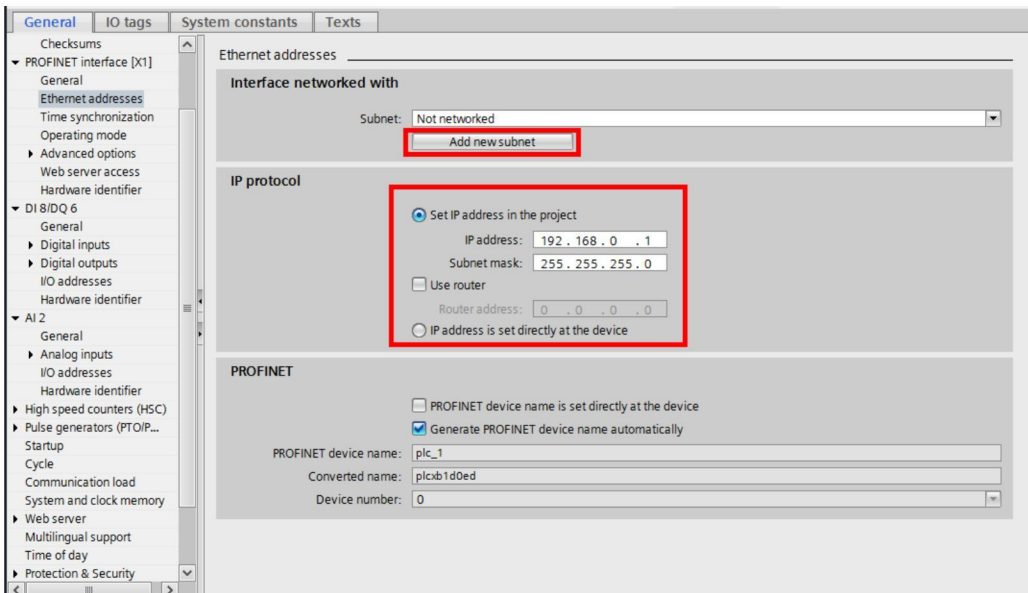 General IO tags System constants Texts
Checksums
PROFINET interface [X1]
General
Ethernet addresses
Time synchronization
Operating mode
Advanced options
Web server access
Hardware identifier
DI 8/DQ 6
General
Digital inputs
Digital outputs
I/O addresses
Hardware identifier
AI 2
General
Analog inputs
I/O addresses
Hardware identifier
High speed counters (HSC)
Pulse generators (PTO/P...
Startup
Cycle
Communication load
System and clock memory
Web server
Multilingual support
Time of day
Protection & Security
Ethernet addresses
Interface networked with
Subnet: Not networked
Add new subnet
IP protocol
Set IP address in the project
IP address: 192 . 168 . 0 . 1
Subnet mask: 255 . 255 . 255 . 0
Use router
Router address: 0 . 0 . 0 . 0
IP address is set directly at the device
PROFINET
PROFINET device name is set directly at the device
Generate PROFINET device name automatically
PROFINET device name: plc_1
Converted name: plcxb1d0ed
Device number: 0